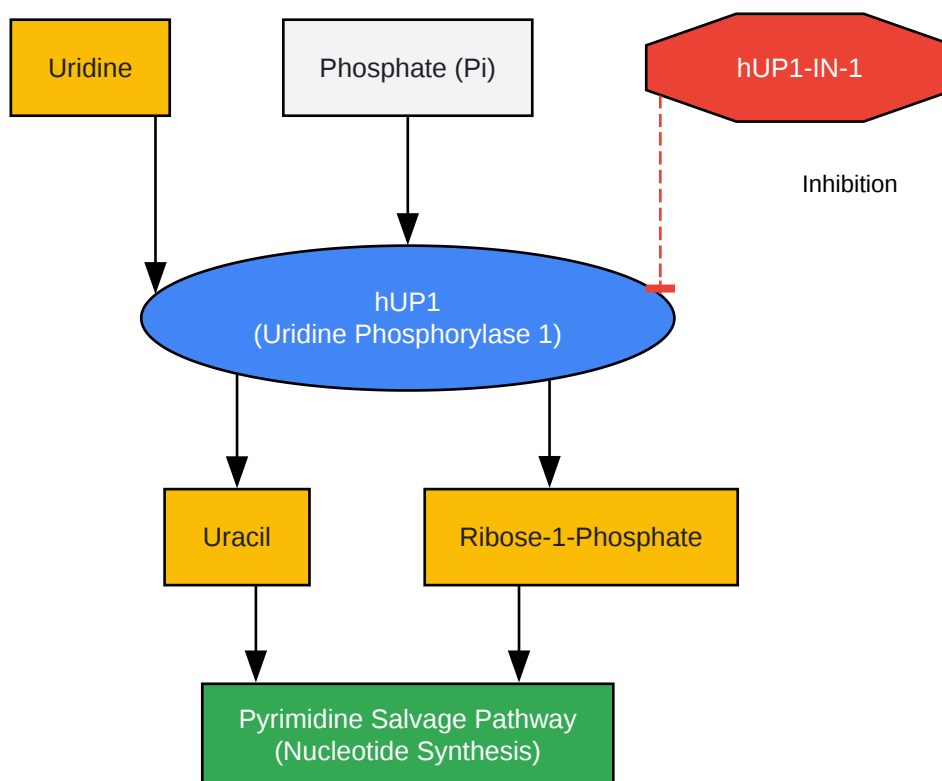 Uridine
Phosphate (Pi)
hUP1-IN-1
Inhibition
hUP1
(Uridine Phosphorylase 1)
Uracil
Ribose-1-Phosphate
Pyrimidine Salvage Pathway
(Nucleotide Synthesis)